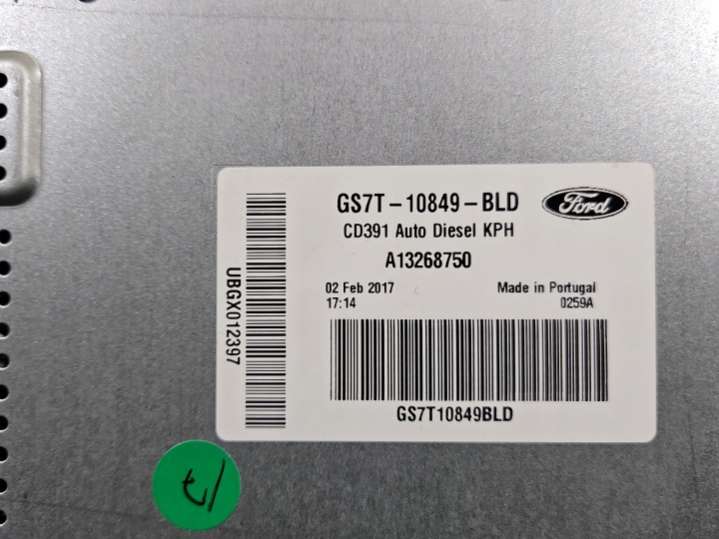 GS7T-10849-BLD
Ford
CD391 Auto Diesel KPH
A13268750
02 Feb 2017
Made in Portugal
17:14
0259A
GS7T10849BLD
UBGX012397